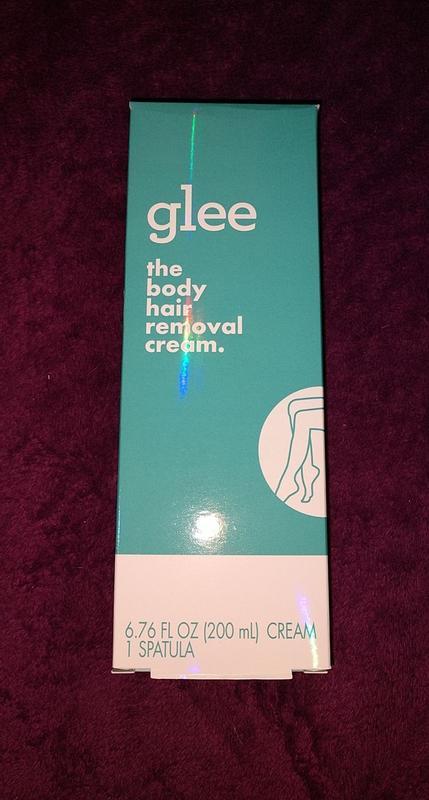 glee
the
body
hair
removal
cream.
6.76 FL OZ (200 mL) CREAM
1 SPATULA